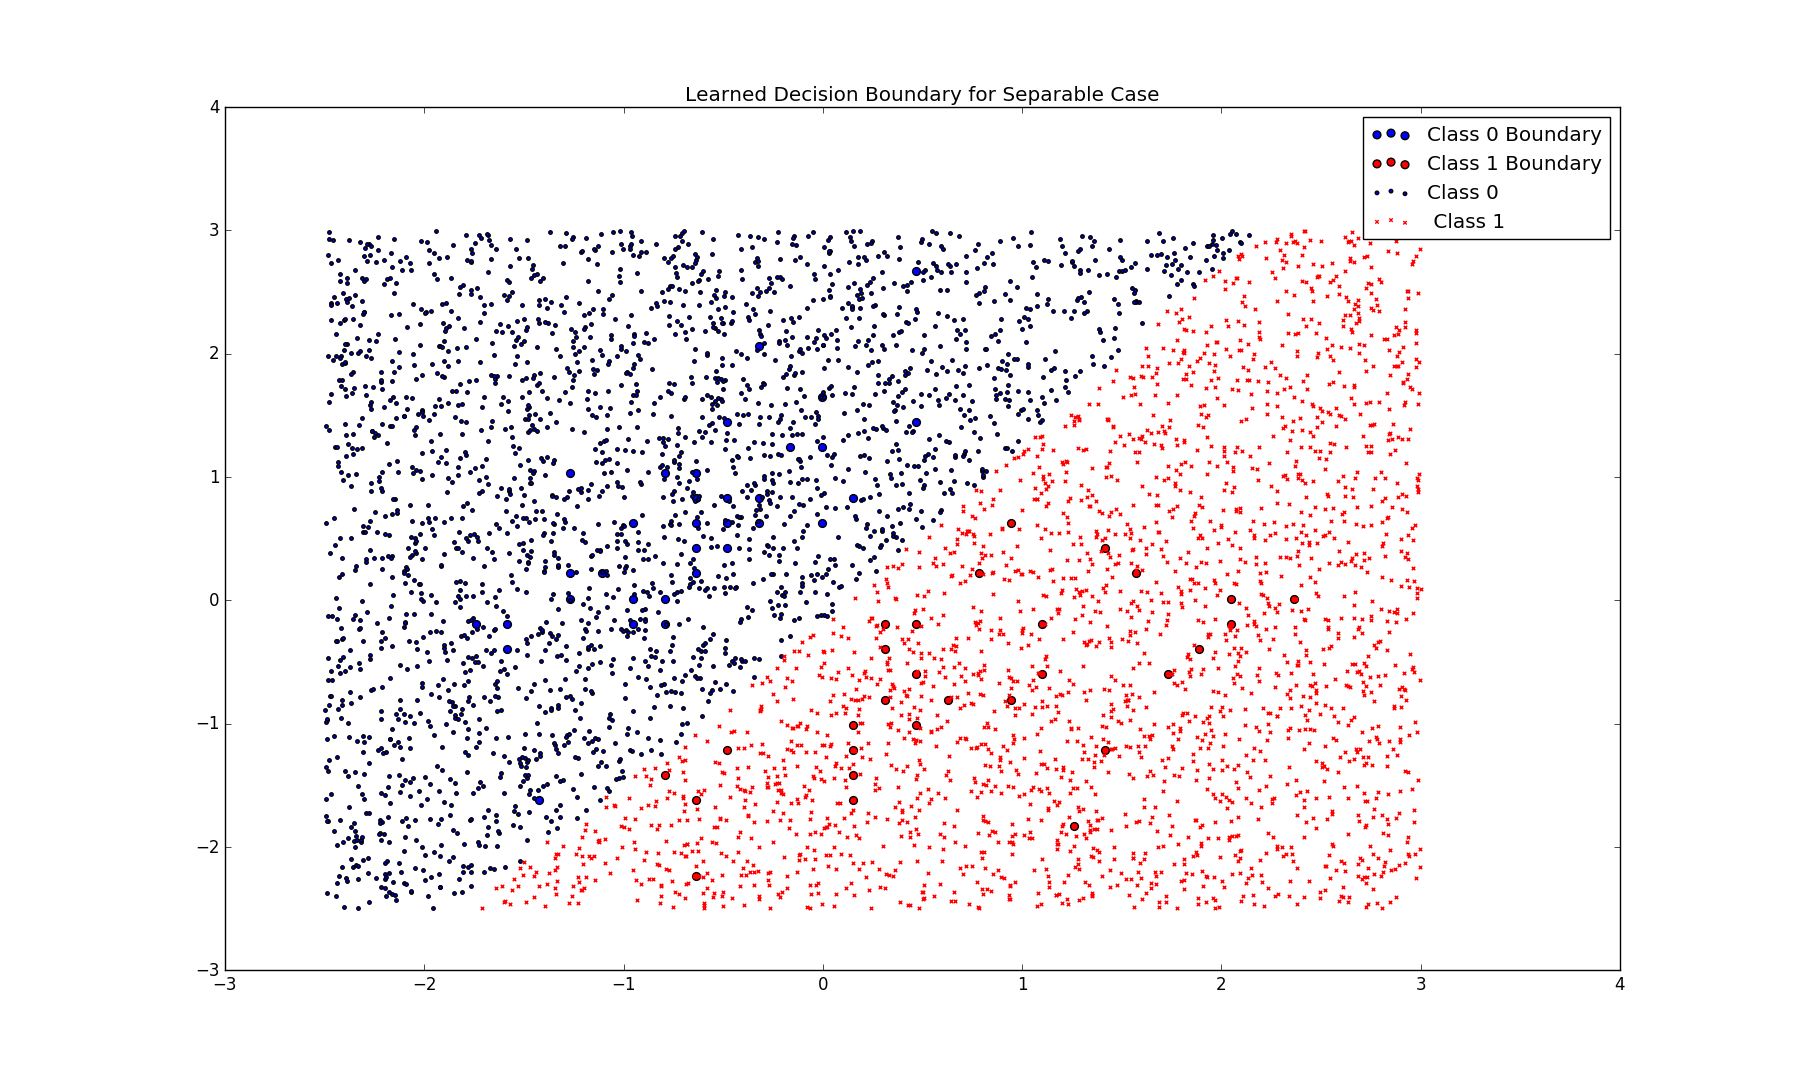 Learned Decision Boundary for Separable Case
4
Class 0 Boundary
Class 1 Boundary
Class 0
Class 1
3
2
1
0
−1
−2
−3
−3 −2 −1 0 1 2 3 4